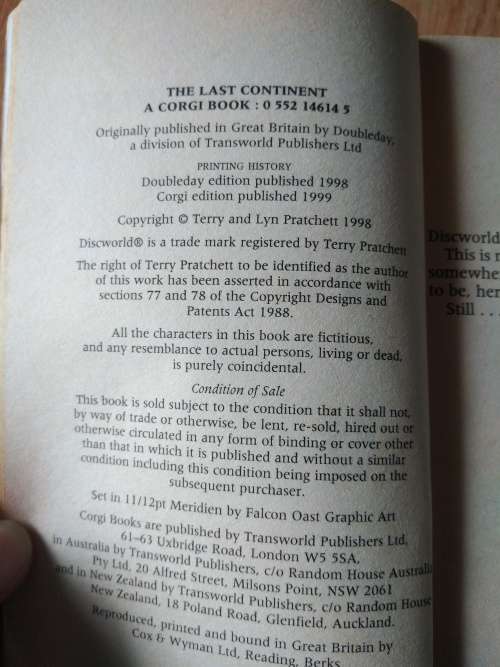 THE LAST CONTINENT
A CORGI BOOK : 0 552 14614 5
Originally published in Great Britain by Doubleday,
a division of Transworld Publishers Ltd
PRINTING HISTORY
Doubleday edition published 1998
Corgi edition published 1999
Copyright © Terry and Lyn Pratchett 1998
Discworld® is a trade mark registered by Terry Pratchett
The right of Terry Pratchett to be identified as the author
of this work has been asserted in accordance with
sections 77 and 78 of the Copyright Designs and
Patents Act 1988.
All the characters in this book are fictitious,
and any resemblance to actual persons, living or dead,
is purely coincidental.
Condition of Sale
This book is sold subject to the condition that it shall not,
by way of trade or otherwise, be lent, re-sold, hired out or
otherwise circulated in any form of binding or cover other
than that in which it is published and without a similar
condition including this condition being imposed on the
subsequent purchaser.
Set in 11/12pt Meridien by Falcon Oast Graphic Art
Corgi Books are published by Transworld Publishers Ltd,
61–63 Uxbridge Road, London W5 5SA,
in Australia by Transworld Publishers, c/o Random House Australia
Pty Ltd, 20 Alfred Street, Milsons Point, NSW 2061
and in New Zealand by Transworld Publishers, c/o Random House
New Zealand, 18 Poland Road, Glenfield, Auckland.
Reproduced, printed and bound in Great Britain by
Cox & Wyman Ltd, Reading, Berks
Discworld
This is n
somewhe
to be, her
Still . . .